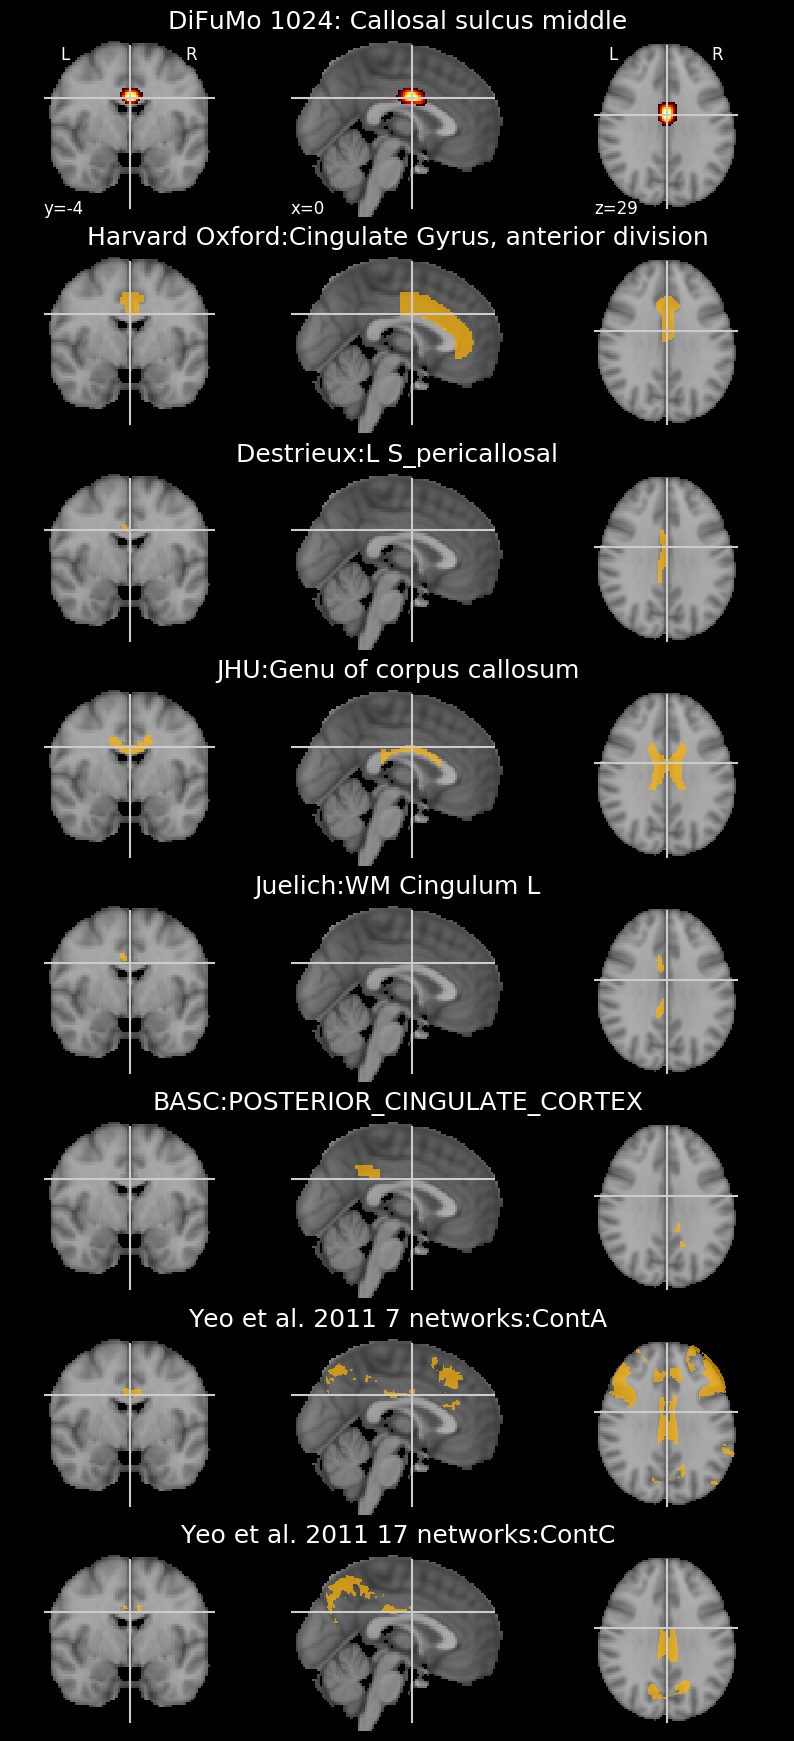 DiFuMo 1024: Callosal sulcus middle
L R L R
y=-4 x=0 z=29
Harvard Oxford:Cingulate Gyrus, anterior division
Destrieux:L S_pericallosal
JHU:Genu of corpus callosum
Juelich:WM Cingulum L
BASC:POSTERIOR_CINGULATE_CORTEX
Yeo et al. 2011 7 networks:ContA
Yeo et al. 2011 17 networks:ContC